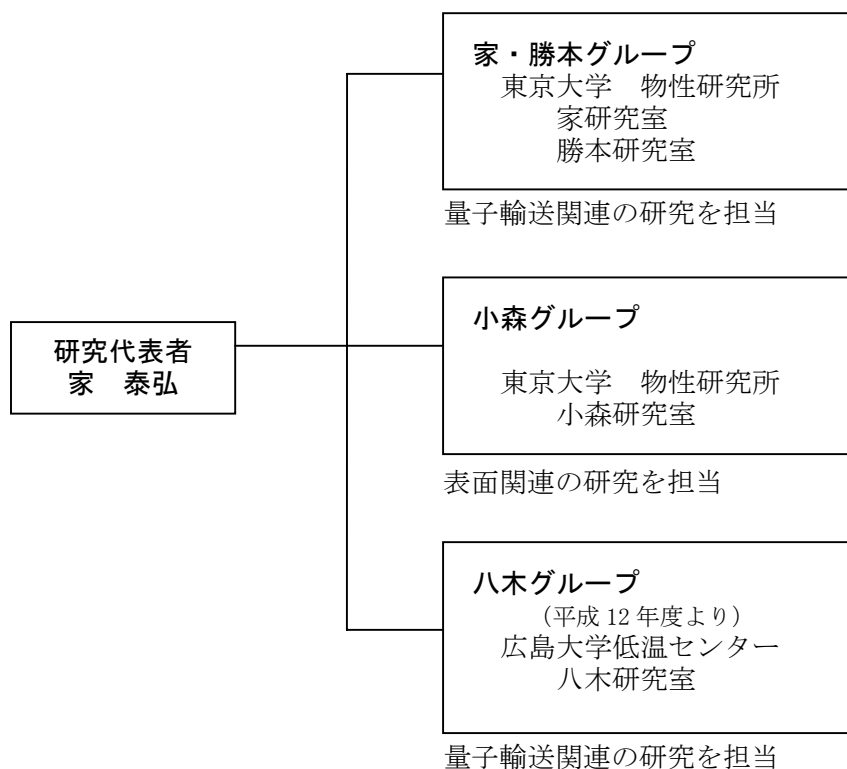 研究代表者
家　泰弘
家・勝本グループ
東京大学　物性研究所
家研究室
勝本研究室
量子輸送関連の研究を担当
小森グループ
東京大学　物性研究所
小森研究室
表面関連の研究を担当
八木グループ
（平成 12 年度より）
広島大学低温センター
八木研究室
量子輸送関連の研究を担当